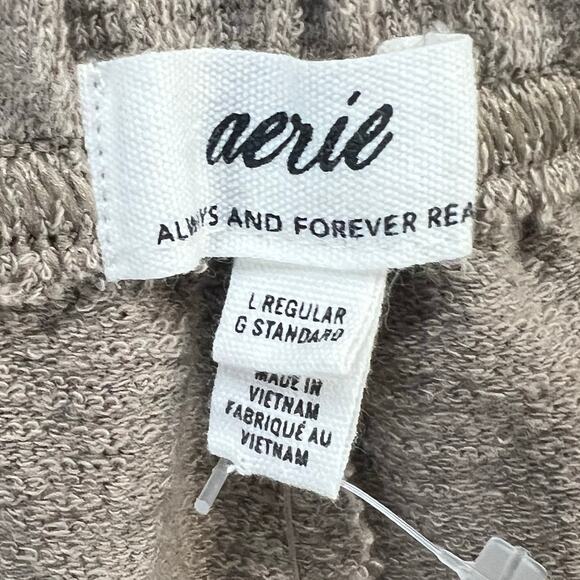 aerie
ALWAYS AND FOREVER REA
L REGULAR
G STANDARD
MADE IN
VIETNAM
FABRIQUÉ AU
VIETNAM